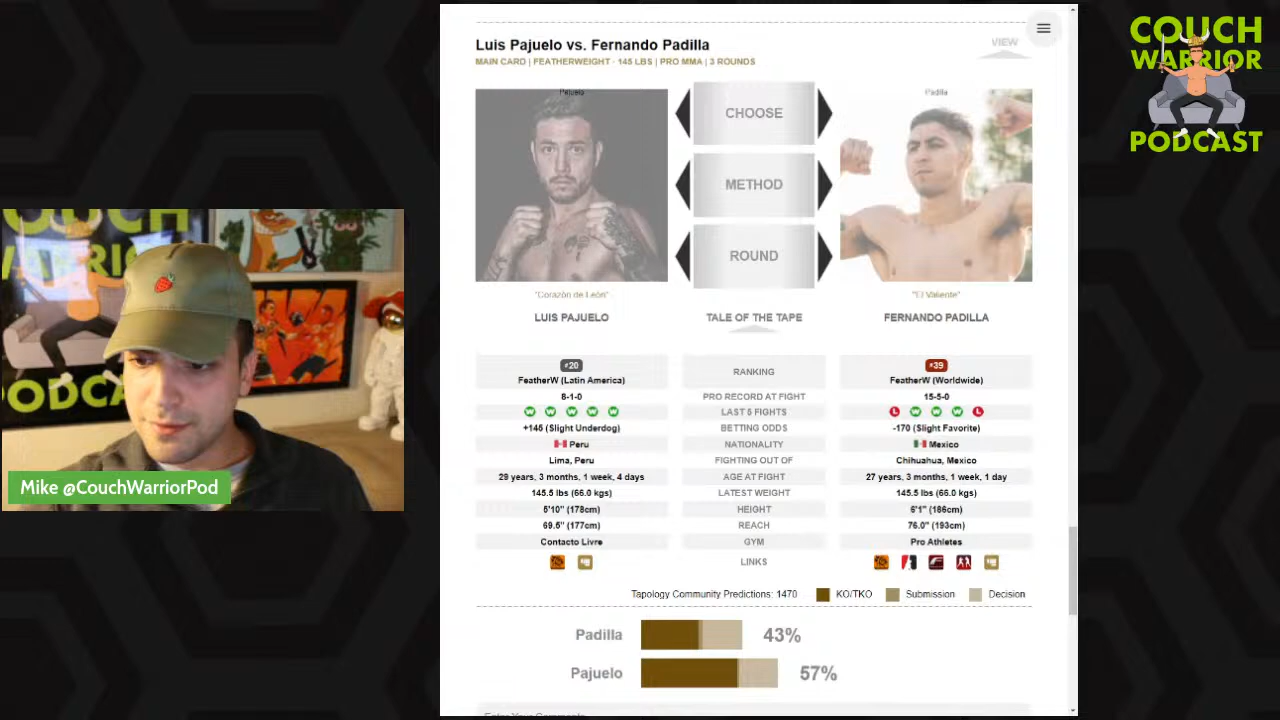 Luis Pajuelo vs. Fernando Padilla
MAIN CARD | FEATHERWEIGHT · 145 LBS | PRO MMA | 3 ROUNDS
VIEW
COUCH
WARRIOR
PODCAST
Pajuelo
Padilla
CHOOSE
METHOD
ROUND
"Corazón de León"
"El Valiente"
LUIS PAJUELO
TALE OF THE TAPE
FERNANDO PADILLA
#20
FeatherW (Latin America)
RANKING
#39
FeatherW (Worldwide)
8-1-0
PRO RECORD AT FIGHT
15-5-0
W W W W W
LAST 5 FIGHTS
L W W W L
+145 (Slight Underdog)
BETTING ODDS
-170 (Slight Favorite)
Peru
NATIONALITY
Mexico
Lima, Peru
FIGHTING OUT OF
Chihuahua, Mexico
29 years, 3 months, 1 week, 4 days
AGE AT FIGHT
27 years, 3 months, 1 week, 1 day
145.5 lbs (66.0 kgs)
LATEST WEIGHT
145.5 lbs (66.0 kgs)
5'10" (178cm)
HEIGHT
6'1" (186cm)
69.5" (177cm)
REACH
76.0" (193cm)
Contacto Livre
GYM
Pro Athletes
LINKS
Tapology Community Predictions: 1470
KO/TKO
Submission
Decision
Padilla
43%
Pajuelo
57%
COUCH
WARRIOR
PODCAST
Mike @CouchWarriorPod